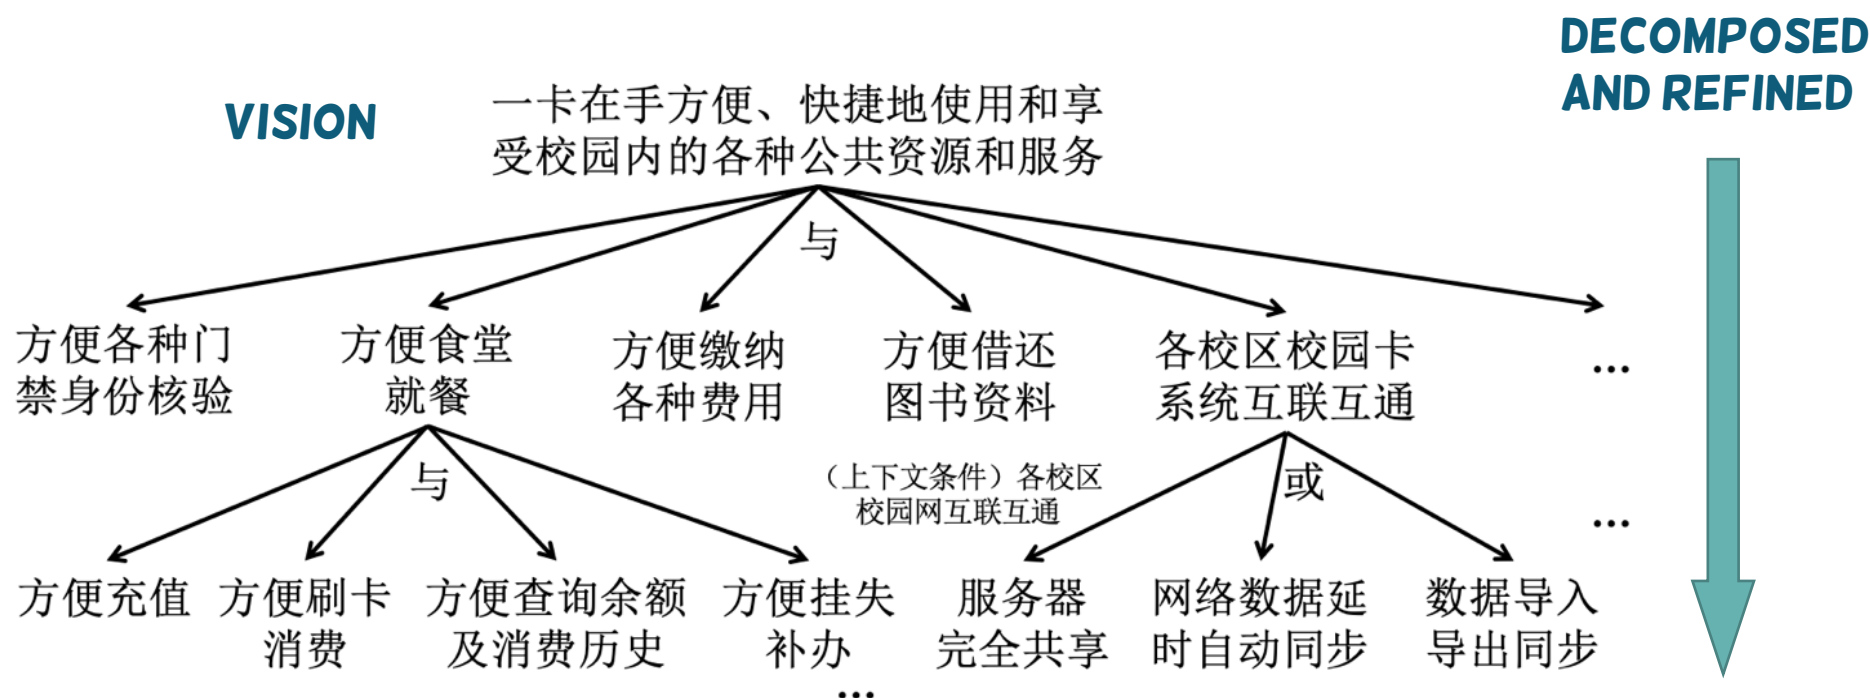 DECOMPOSED
AND REFINED
VISION
一卡在手方便、快捷地使用和享
受校园内的各种公共资源和服务
与
方便各种门
禁身份核验
方便食堂
就餐
方便缴纳
各种费用
方便借还
图书资料
各校区校园卡
系统互联互通
...
与
（上下文条件）各校区
校园网互联互通
或
...
方便充值
方便刷卡
消费
方便查询余额
及消费历史
方便挂失
补办
服务器
完全共享
网络数据延
时自动同步
数据导入
导出同步
...